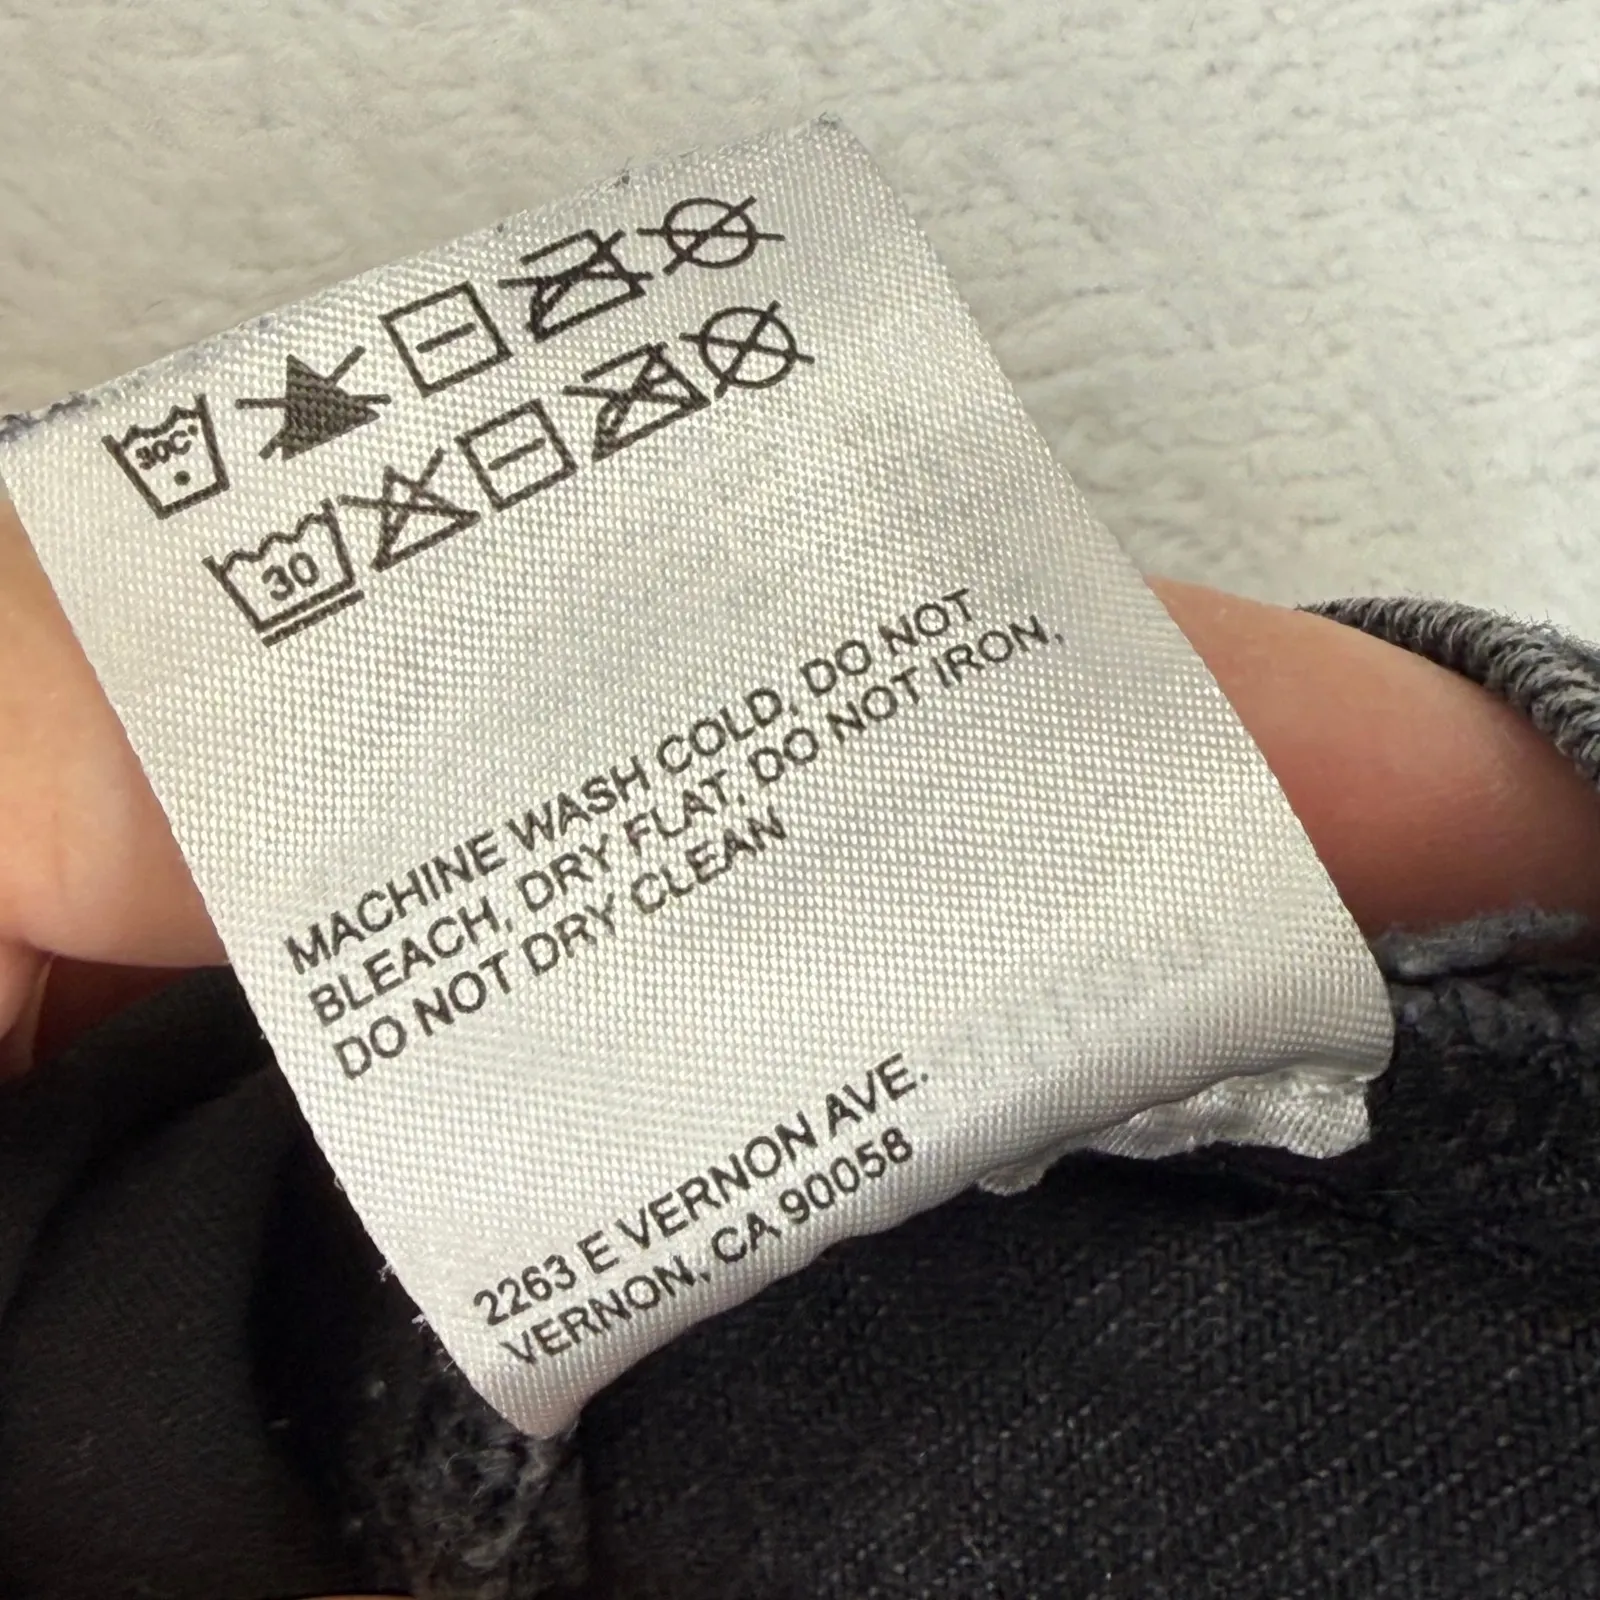 30C°
30
MACHINE WASH COLD, DO NOT
BLEACH, DRY FLAT, DO NOT IRON,
DO NOT DRY CLEAN
2263 E VERNON AVE.
VERNON, CA 90058